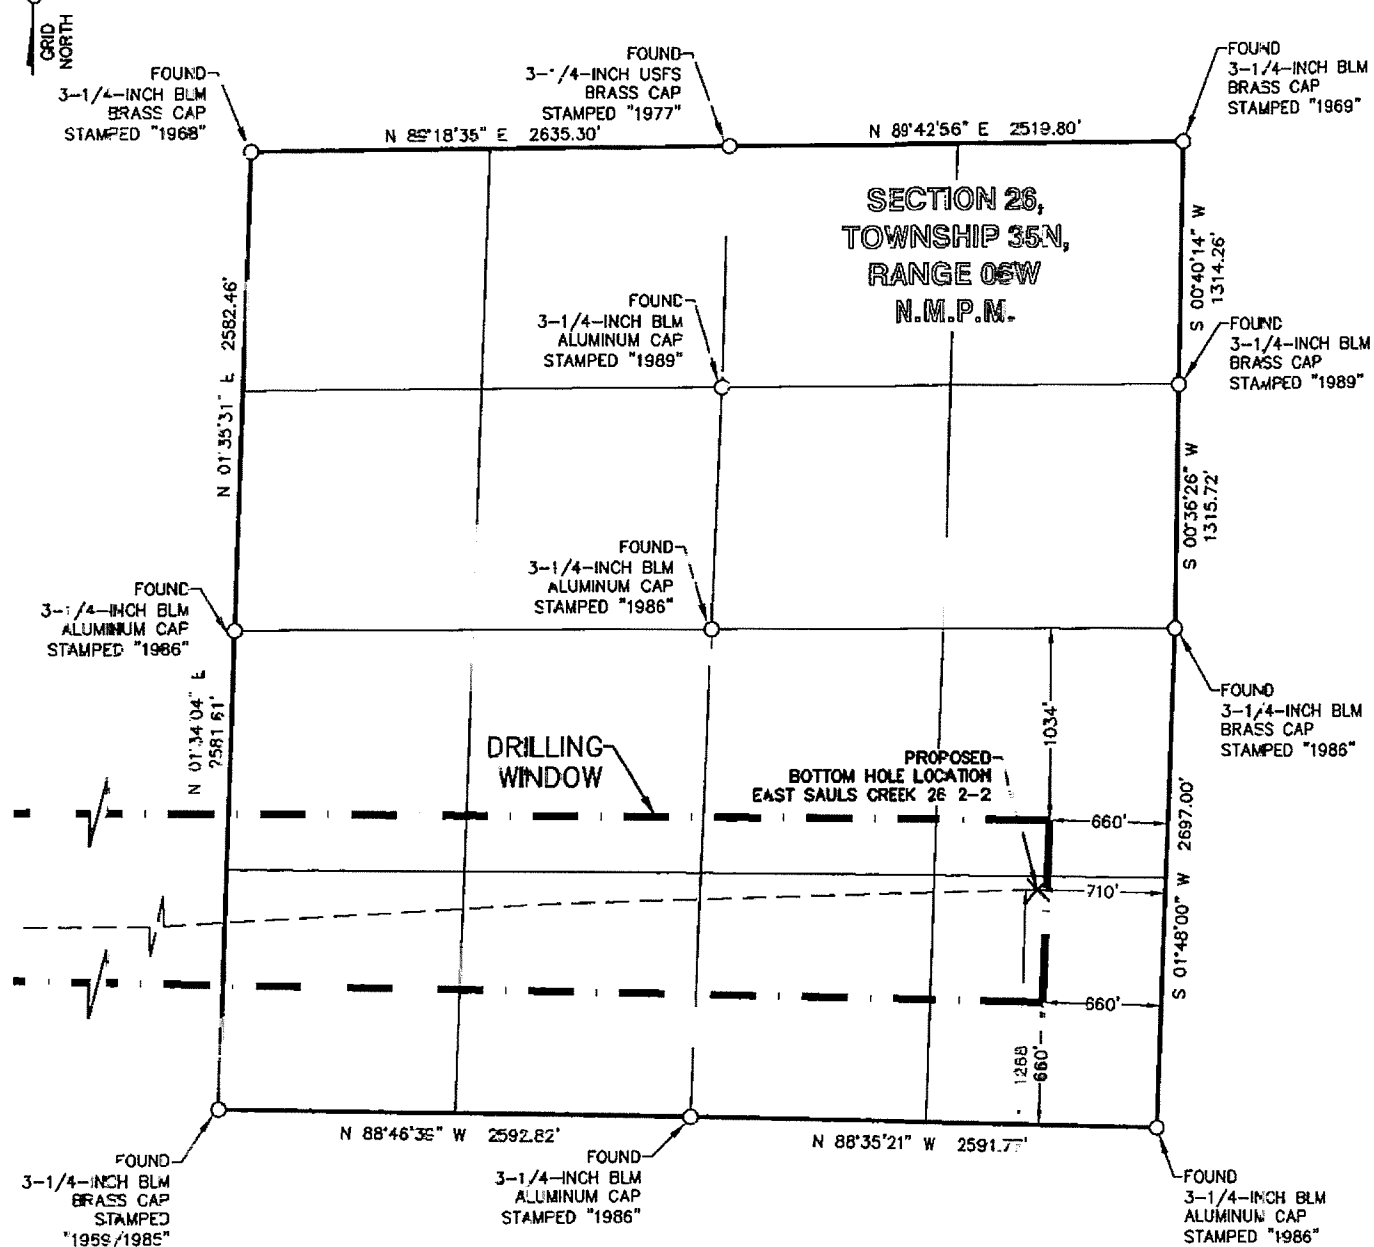 GRID
NORTH
FOUND
3-1/4-INCH BLM
BRASS CAP
STAMPED "1968"
FOUND
3-1/4-INCH USFS
BRASS CAP
STAMPED "1977"
FOUND
3-1/4-INCH BLM
BRASS CAP
STAMPED "1969"
N 89°18'35" E 2635.30'
N 89°42'56" E 2519.80'
SECTION 26,
TOWNSHIP 35N,
RANGE 06W
N.M.P.M.
S 00°40'14" W
1314.26'
N 01°35'31" E 2582.46'
FOUND
3-1/4-INCH BLM
ALUMINUM CAP
STAMPED "1989"
FOUND
3-1/4-INCH BLM
BRASS CAP
STAMPED "1989"
S 00°36'26" W
1315.72'
FOUND
3-1/4-INCH BLM
ALUMINUM CAP
STAMPED "1986"
FOUND
3-1/4-INCH BLM
ALUMINUM CAP
STAMPED "1986"
FOUND
3-1/4-INCH BLM
BRASS CAP
STAMPED "1986"
N 01°34'04" E
2581.61'
DRILLING
WINDOW
1034'
PROPOSED
BOTTOM HOLE LOCATION
EAST SAULS CREEK 26 2-2
660'
710'
660'
S 01°48'00" W 2697.00'
1268
660'
N 88°46'39" W 2592.82'
N 88°35'21" W 2591.77'
FOUND
3-1/4-INCH BLM
BRASS CAP
STAMPED
"1959/1985"
FOUND
3-1/4-INCH BLM
ALUMINUM CAP
STAMPED "1986"
FOUND
3-1/4-INCH BLM
ALUMINUM CAP
STAMPED "1986"